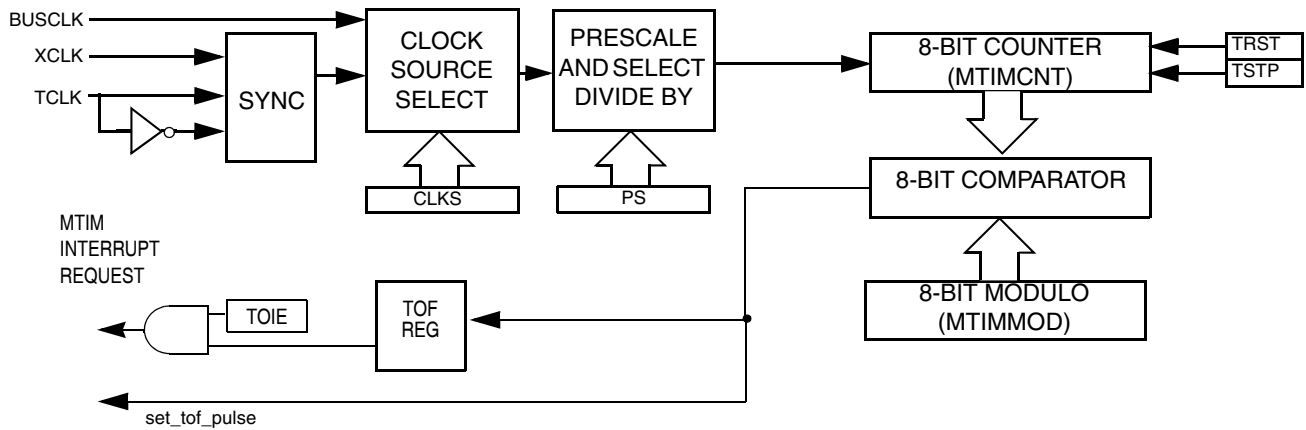 BUSCLK
XCLK
TCLK
SYNC
CLOCK
SOURCE
SELECT
CLKS
PRESCALE
AND SELECT
DIVIDE BY
PS
8-BIT COUNTER
(MTIMCNT)
TRST
TSTP
8-BIT COMPARATOR
8-BIT MODULO
(MTIMMOD)
MTIM
INTERRUPT
REQUEST
TOIE
TOF
REG
set_tof_pulse